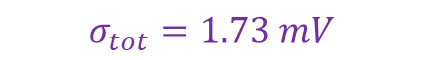 σ_tot = 1.73 mV